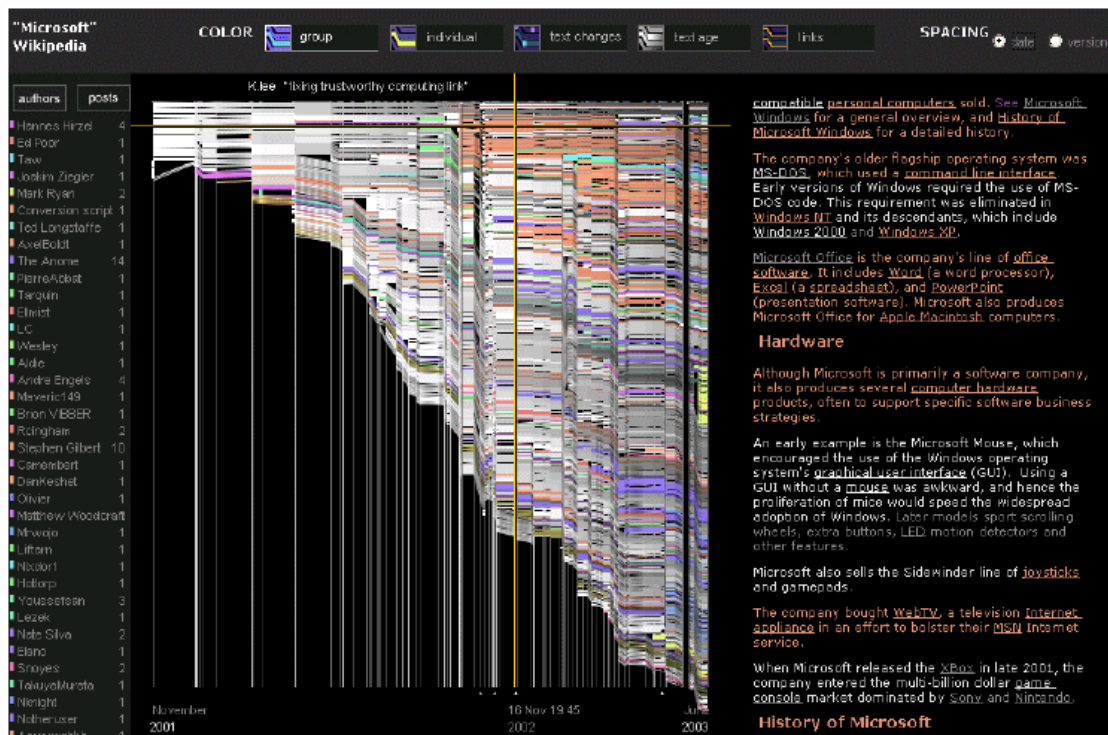 "Microsoft"
Wikipedia
COLOR
group
individual
text changes
text age
links
SPACING
date
version
authors
posts
K.lee "fixing trustworthy computing link"
Hannes Hirzel 4
Ed Poor 1
Taw 1
Joakim Ziegler 1
Mark Ryan 2
Conversion script 1
Ted Longstaffe 1
AxelBoldt 1
The Anome 14
PierreAbbat 1
Tarquin 1
Elmist 1
LC 1
Wesley 1
Aldie 1
Andre Engels 4
Maveric149 1
Brion VIBBER 1
Rcingham 2
Stephen Gilbert 10
Camembert 1
DanKeshet 1
Olivier 1
Matthew Woodcraft
Mrwojo 1
Liftarn 1
Nixdorf 1
Hotlorp 1
Youssefsan 3
Lezek 1
Nate Silva 2
Eland 1
Snoyes 2
TakuyaMurata 1
Nknight 1
Notheruser 1
November
2001
16 Nov 19:45
2002
2003
compatible personal computers sold. See Microsoft
Windows for a general overview, and History of
Microsoft Windows for a detailed history.
The company's older flagship operating system was
MS-DOS, which used a command line interface.
Early versions of Windows required the use of MS-
DOS code. This requirement was eliminated in
Windows NT and its descendants, which include
Windows 2000 and Windows XP.
Microsoft Office is the company's line of office
software. It includes Word (a word processor),
Excel (a spreadsheet), and PowerPoint
(presentation software). Microsoft also produces
Microsoft Office for Apple Macintosh computers.
Hardware
Although Microsoft is primarily a software company,
it also produces several computer hardware
products, often to support specific software business
strategies.
An early example is the Microsoft Mouse, which
encouraged the use of the Windows operating
system's graphical user interface (GUI). Using a
GUI without a mouse was awkward, and hence the
proliferation of mice would speed the widespread
adoption of Windows. Later models sport scrolling
wheels, extra buttons, LED motion detectors and
other features.
Microsoft also sells the Sidewinder line of joysticks
and gamepads.
The company bought WebTV, a television Internet
appliance in an effort to bolster their MSN Internet
service.
When Microsoft released the XBox in late 2001, the
company entered the multi-billion dollar game
console market dominated by Sony and Nintendo.
History of Microsoft